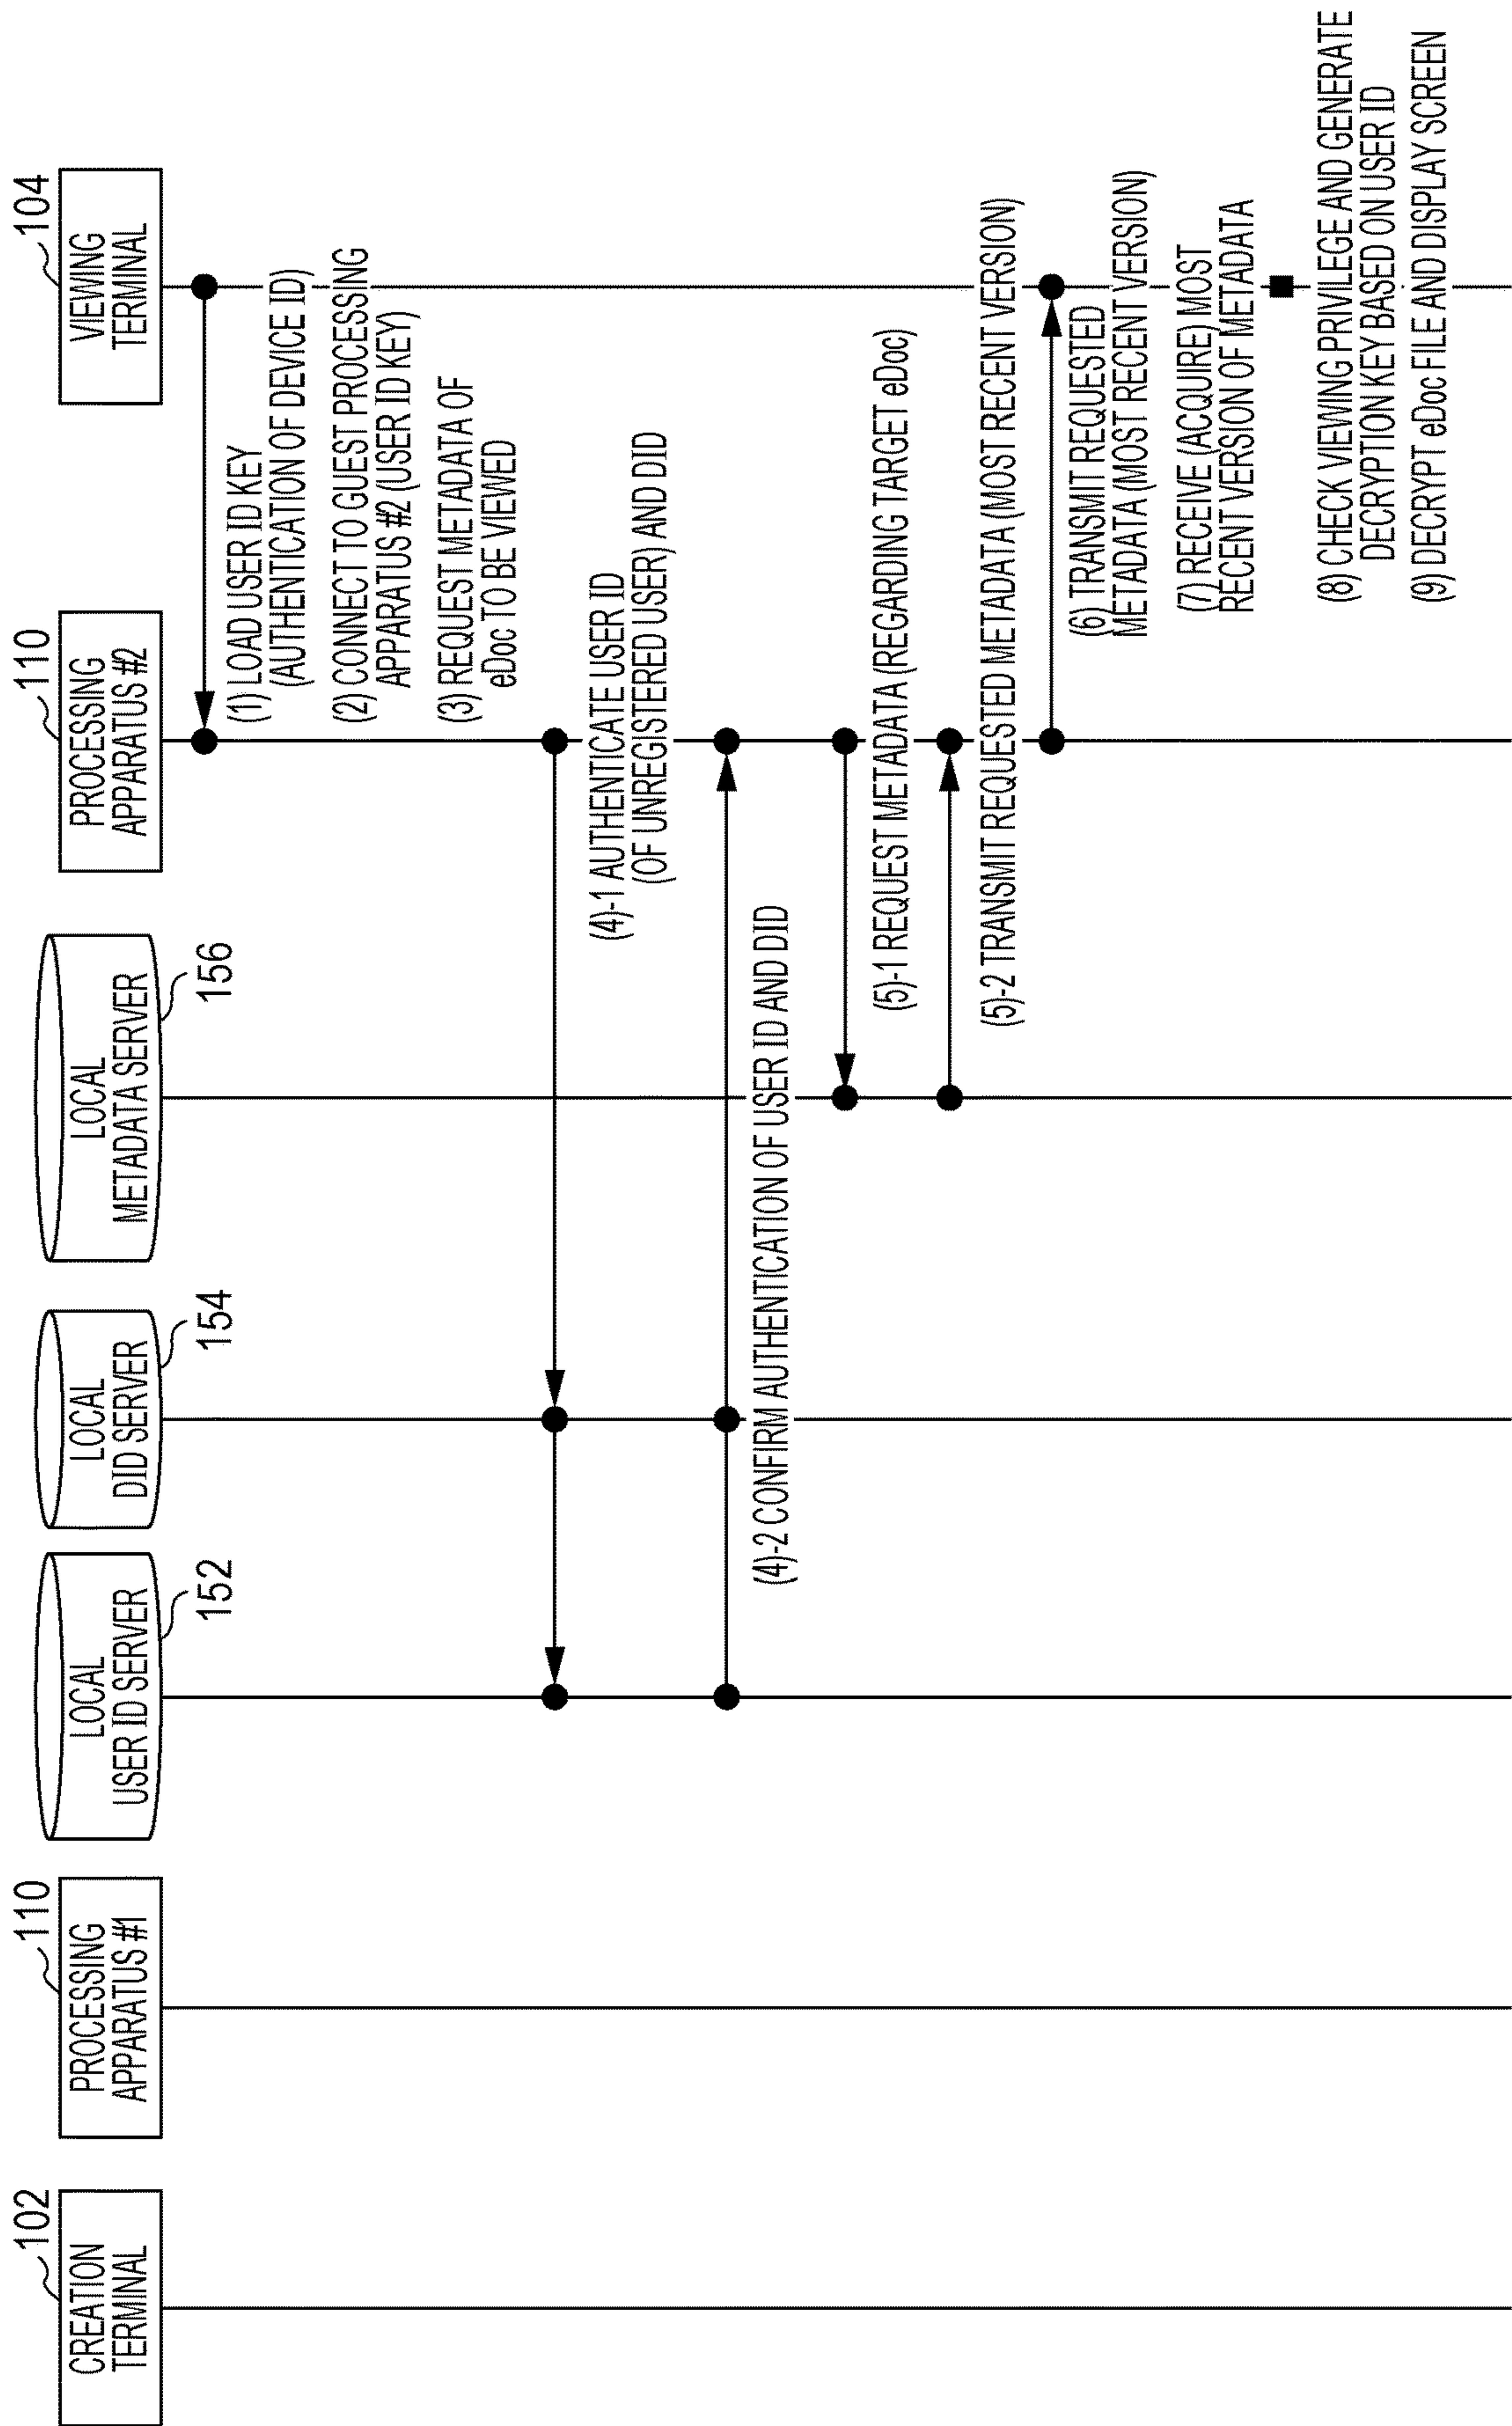 102
CREATION
TERMINAL
110
PROCESSING
APPARATUS #1
LOCAL
USER ID SERVER
152
LOCAL
DID SERVER
154
LOCAL
METADATA SERVER
156
110
PROCESSING
APPARATUS #2
104
VIEWING
TERMINAL
(1) LOAD USER ID KEY
(AUTHENTICATION OF DEVICE ID)
(2) CONNECT TO GUEST PROCESSING
APPARATUS #2 (USER ID KEY)
(3) REQUEST METADATA OF
eDoc TO BE VIEWED
(4)-1 AUTHENTICATE USER ID
(OF UNREGISTERED USER) AND DID
(4)-2 CONFIRM AUTHENTICATION OF USER ID AND DID
(5)-1 REQUEST METADATA (REGARDING TARGET eDoc)
(5)-2 TRANSMIT REQUESTED METADATA (MOST RECENT VERSION)
(6) TRANSMIT REQUESTED
METADATA (MOST RECENT VERSION)
(7) RECEIVE (ACQUIRE) MOST
RECENT VERSION OF METADATA
(8) CHECK VIEWING PRIVILEGE AND GENERATE
DECRYPTION KEY BASED ON USER ID
(9) DECRYPT eDoc FILE AND DISPLAY SCREEN